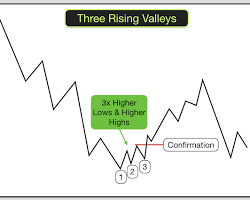 Three Rising Valleys
3x Higher
Lows & Higher
Highs
Confirmation
1
2
3